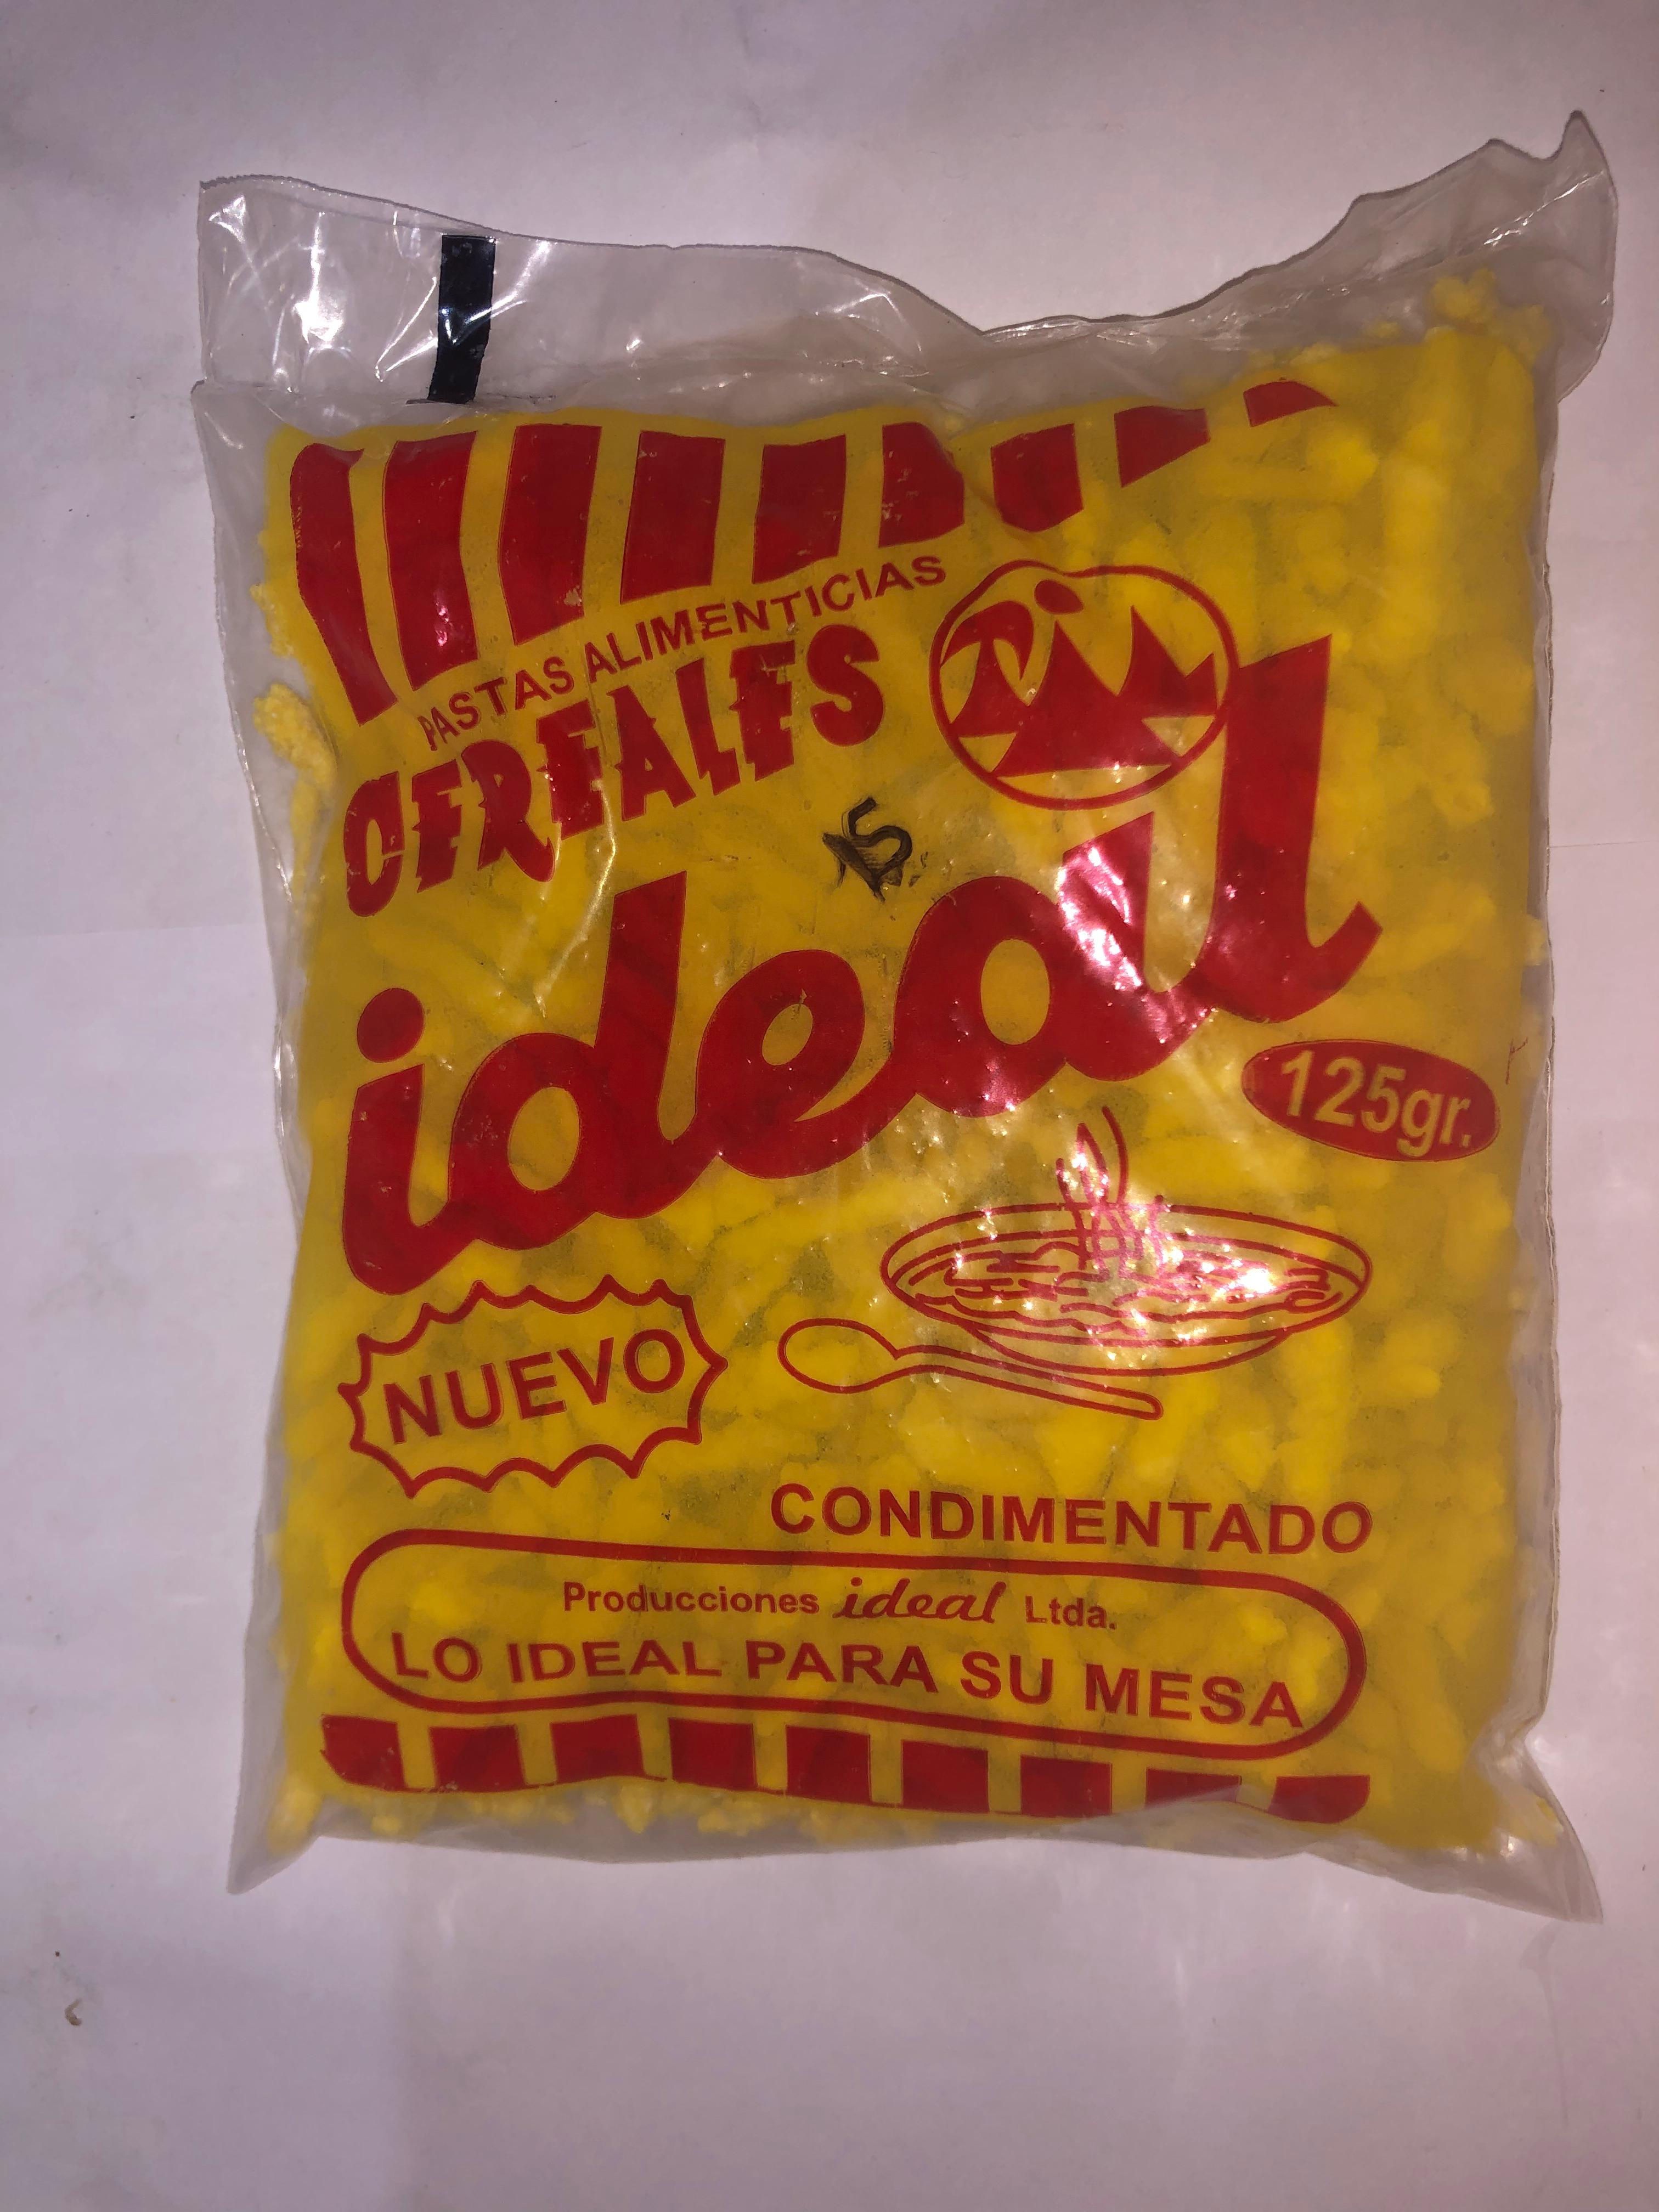 PASTAS ALIMENTICIAS
CEREALES
ideal
125gr.
NUEVO
CONDIMENTADO
Producciones ideal Ltda.
LO IDEAL PARA SU MESA